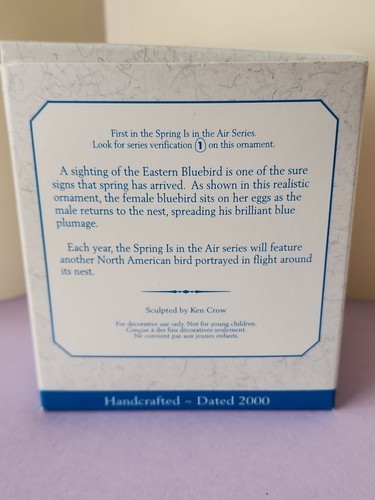 First in the Spring Is in the Air Series.
Look for series verification 1 on this ornament.
A sighting of the Eastern Bluebird is one of the sure
signs that spring has arrived. As shown in this realistic
ornament, the female bluebird sits on her eggs as the
male returns to the nest, spreading his brilliant blue
plumage.
Each year, the Spring Is in the Air series will feature
another North American bird portrayed in flight around
its nest.
Sculpted by Ken Crow
For decorative use only. Not for young children.
Conçue à des fins décoratives seulement.
Ne convient pas aux jeunes enfants.
Handcrafted ~ Dated 2000